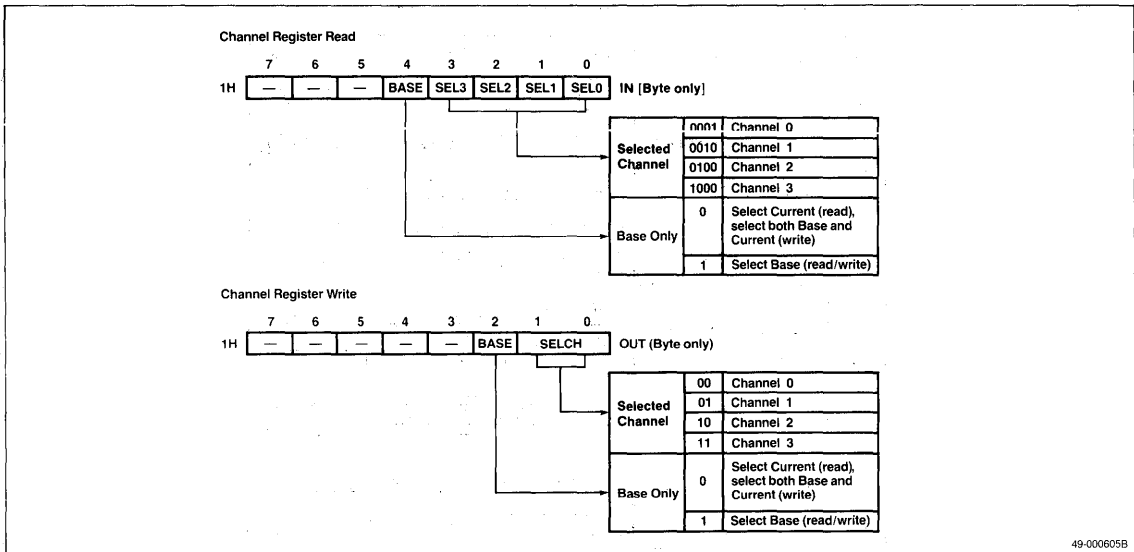 Channel Register Read
7 6 5 4 3 2 1 0
1H — — — BASE SEL3 SEL2 SEL1 SEL0 IN [Byte only]
Selected Channel
0001 Channel 0
0010 Channel 1
0100 Channel 2
1000 Channel 3
Base Only
0 Select Current (read),
select both Base and
Current (write)
1 Select Base (read/write)
Channel Register Write
7 6 5 4 3 2 1 0
1H — — — — — BASE SELCH OUT (Byte only)
Selected Channel
00 Channel 0
01 Channel 1
10 Channel 2
11 Channel 3
Base Only
0 Select Current (read),
select both Base and
Current (write)
1 Select Base (read/write)
49-000605B